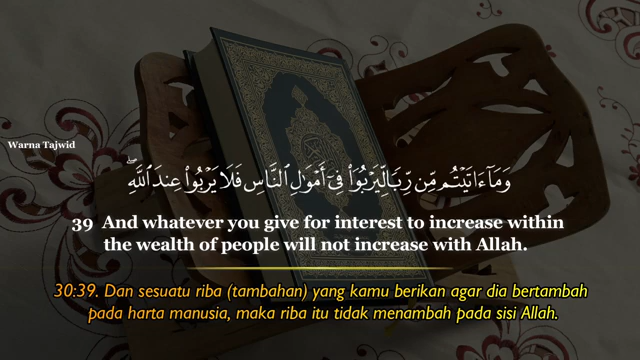 Warna Tajwid
وَمَآ ءَاتَيْتُم مِّن رِّبًا لِّيَرْبُوَا۟ فِىٓ أَمْوَٰلِ ٱلنَّاسِ فَلَا يَرْبُوا۟ عِندَ ٱللَّهِ ۖ
39 And whatever you give for interest to increase within
the wealth of people will not increase with Allah.
30:39. Dan sesuatu riba (tambahan) yang kamu berikan agar dia bertambah
pada harta manusia, maka riba itu tidak menambah pada sisi Allah.